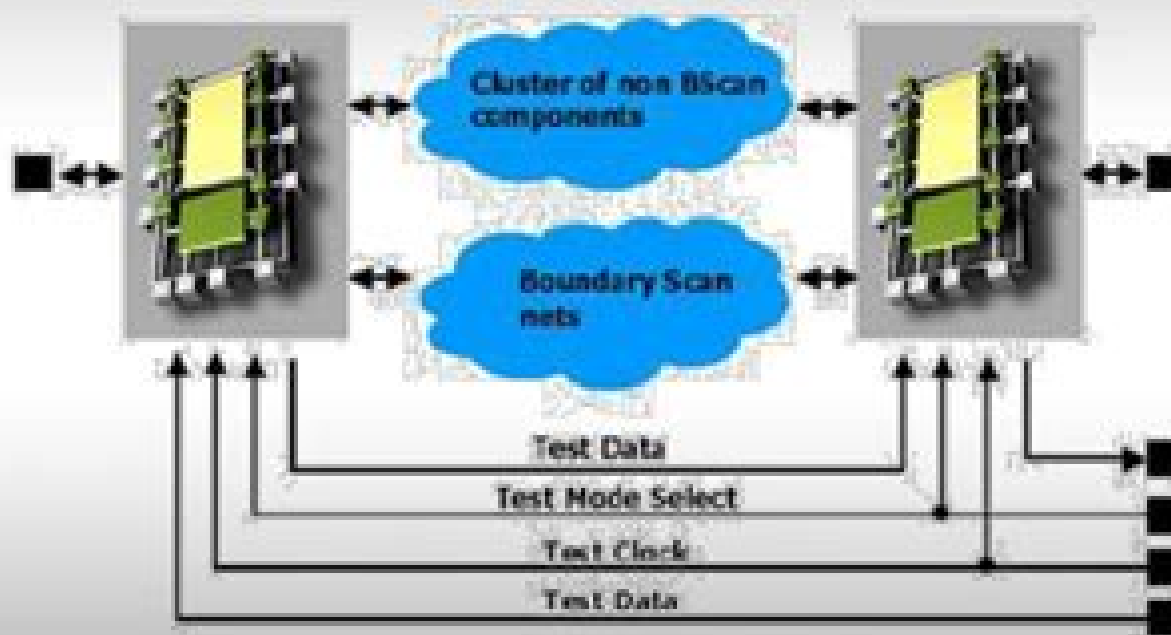 Cluster of non BScan
components
Boundary Scan
nets
Test Data
Test Mode Select
Test Clock
Test Data